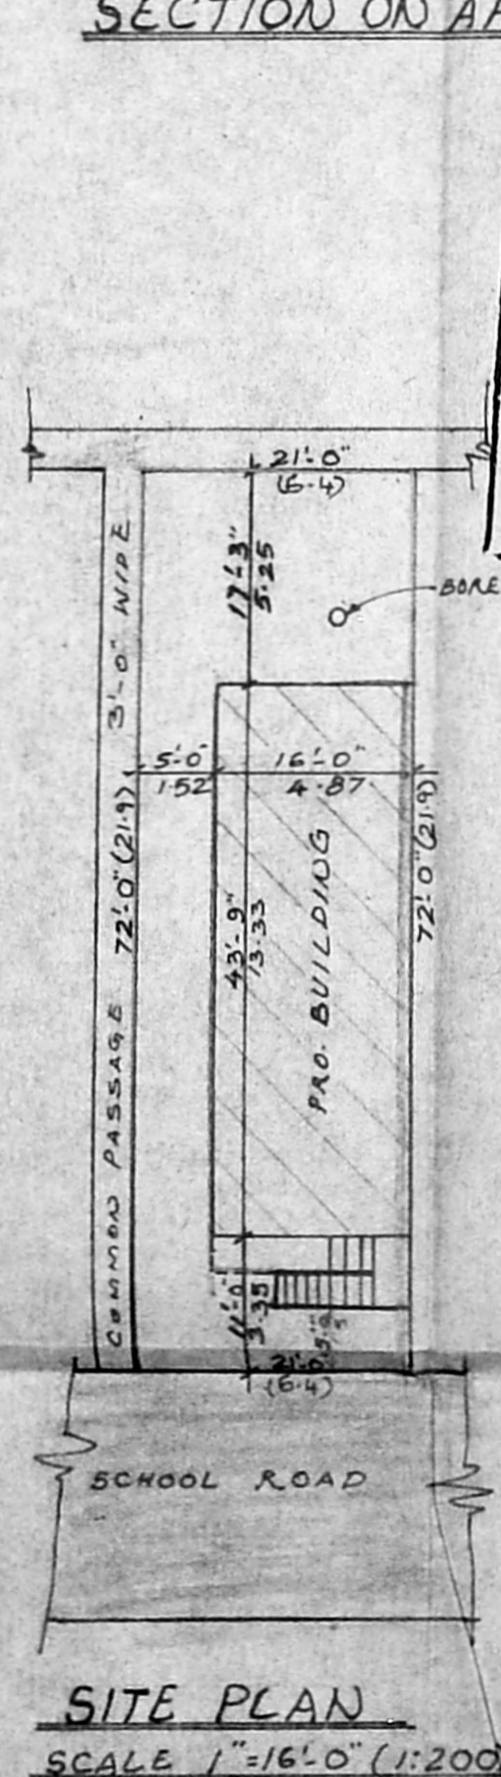 SECTION ON
21'-0"
(6.4)
17'-3"
5.25
BORE
3'-0" WIDE
5'-0"
1.52
16'-0"
4.87
72'-0" (21.9)
72'-0" (21.9)
43'-9"
13.33
PRO. BUILDING
COMMON PASSAGE
11'-0"
3.35
(6.4)
SCHOOL ROAD
SITE PLAN
SCALE 1"=16'-0" (1:200